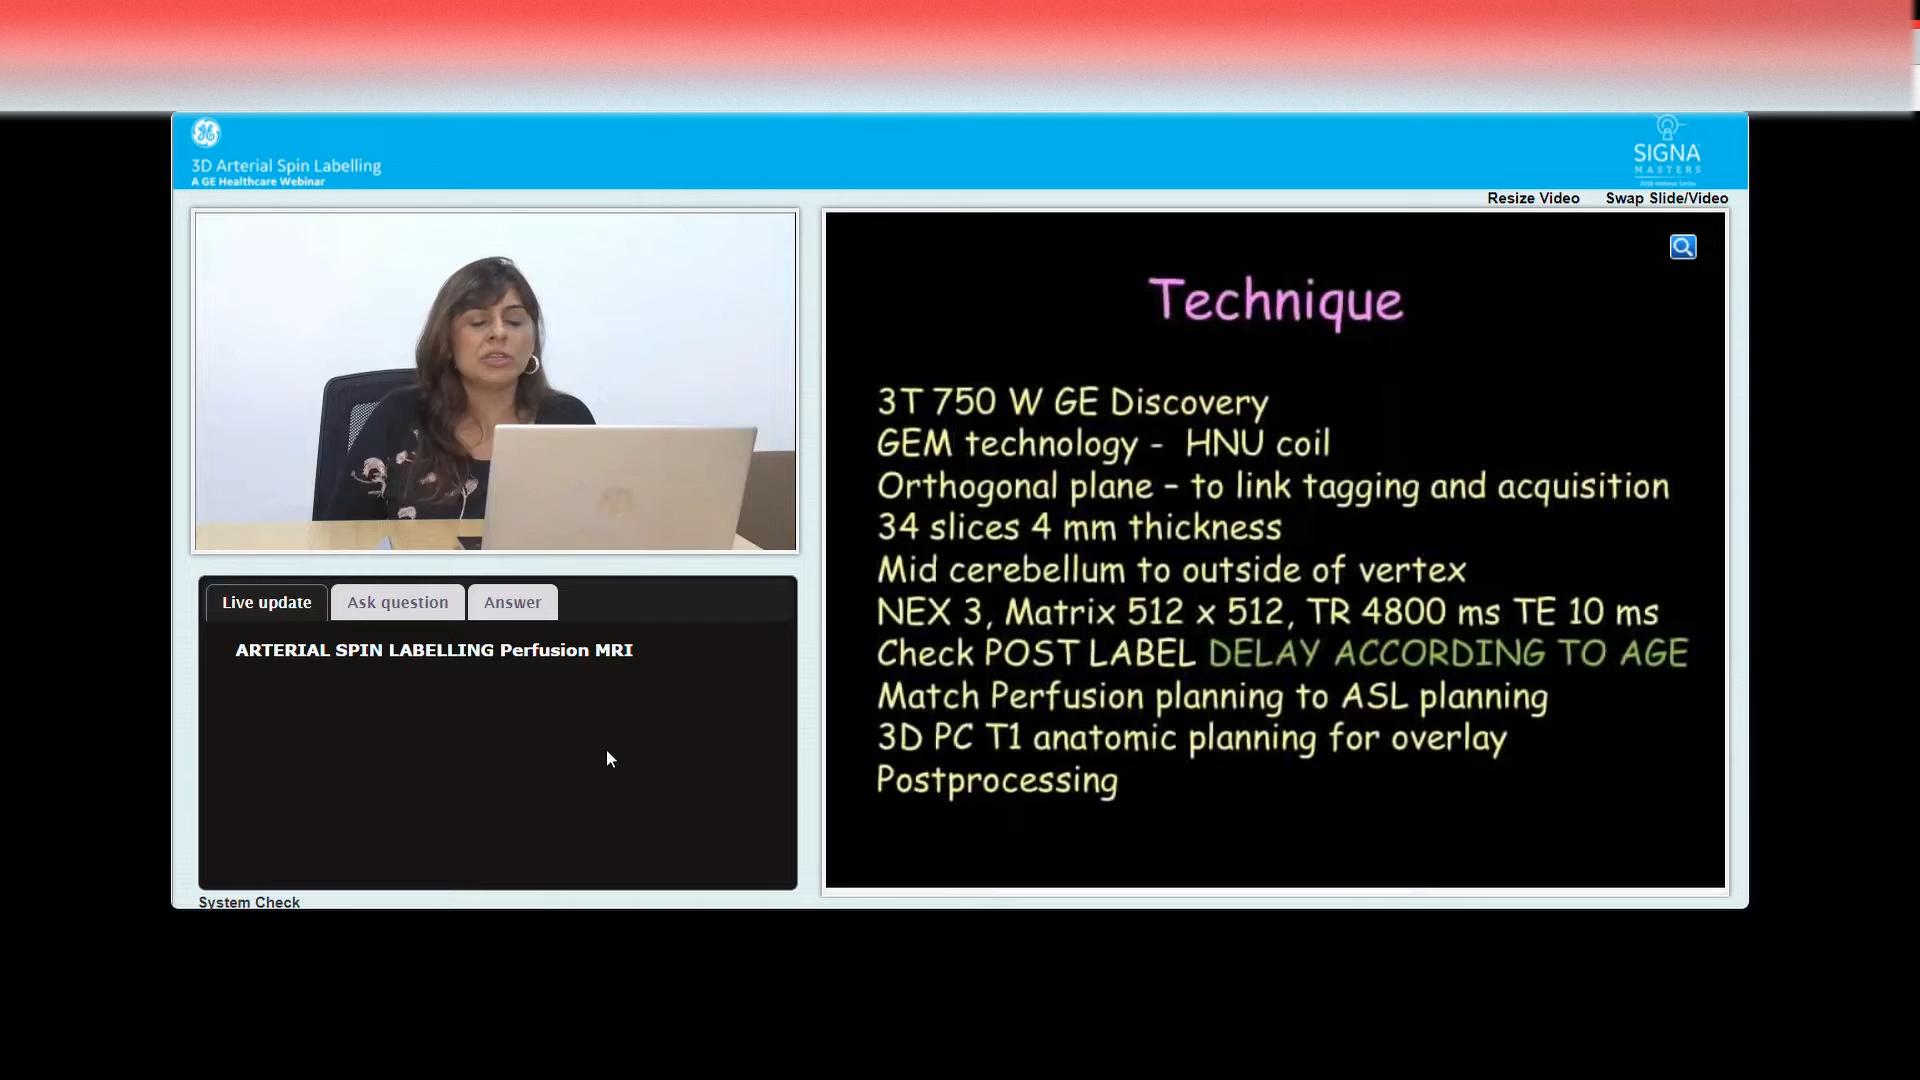 3D Arterial Spin Labelling
A GE Healthcare Webinar
SIGNA
MASTERS
Resize Video
Swap Slide/Video
Technique
3T 750 W GE Discovery
GEM technology - HNU coil
Orthogonal plane – to link tagging and acquisition
34 slices 4 mm thickness
Mid cerebellum to outside of vertex
NEX 3, Matrix 512 x 512, TR 4800 ms TE 10 ms
Check POST LABEL DELAY ACCORDING TO AGE
Match Perfusion planning to ASL planning
3D PC T1 anatomic planning for overlay
Postprocessing
Live update
Ask question
Answer
ARTERIAL SPIN LABELLING Perfusion MRI
System Check